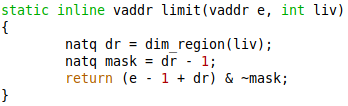 static inline vaddr limit(vaddr e, int liv)
{
        natq dr = dim_region(liv);
        natq mask = dr - 1;
        return (e - 1 + dr) & ~mask;
}